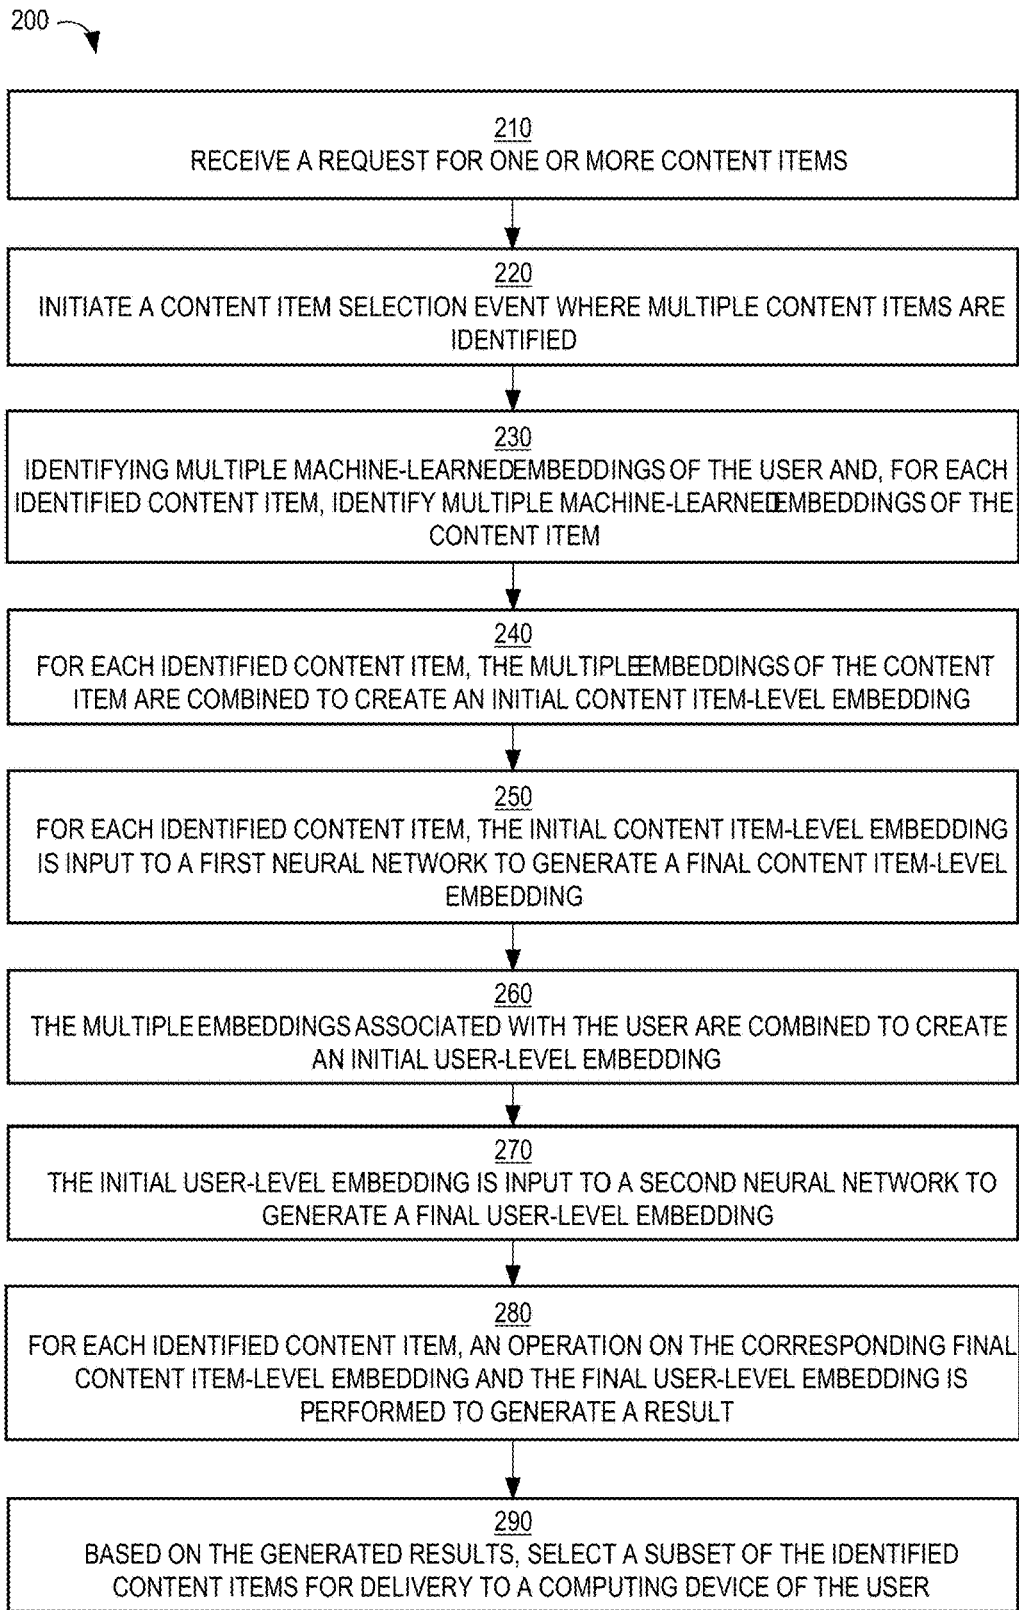 200
210
RECEIVE A REQUEST FOR ONE OR MORE CONTENT ITEMS
220
INITIATE A CONTENT ITEM SELECTION EVENT WHERE MULTIPLE CONTENT ITEMS ARE
IDENTIFIED
230
IDENTIFYING MULTIPLE MACHINE-LEARNED EMBEDDINGS OF THE USER AND, FOR EACH
IDENTIFIED CONTENT ITEM, IDENTIFY MULTIPLE MACHINE-LEARNED EMBEDDINGS OF THE
CONTENT ITEM
240
FOR EACH IDENTIFIED CONTENT ITEM, THE MULTIPLE EMBEDDINGS OF THE CONTENT
ITEM ARE COMBINED TO CREATE AN INITIAL CONTENT ITEM-LEVEL EMBEDDING
250
FOR EACH IDENTIFIED CONTENT ITEM, THE INITIAL CONTENT ITEM-LEVEL EMBEDDING
IS INPUT TO A FIRST NEURAL NETWORK TO GENERATE A FINAL CONTENT ITEM-LEVEL
EMBEDDING
260
THE MULTIPLE EMBEDDINGS ASSOCIATED WITH THE USER ARE COMBINED TO CREATE
AN INITIAL USER-LEVEL EMBEDDING
270
THE INITIAL USER-LEVEL EMBEDDING IS INPUT TO A SECOND NEURAL NETWORK TO
GENERATE A FINAL USER-LEVEL EMBEDDING
280
FOR EACH IDENTIFIED CONTENT ITEM, AN OPERATION ON THE CORRESPONDING FINAL
CONTENT ITEM-LEVEL EMBEDDING AND THE FINAL USER-LEVEL EMBEDDING IS
PERFORMED TO GENERATE A RESULT
290
BASED ON THE GENERATED RESULTS, SELECT A SUBSET OF THE IDENTIFIED
CONTENT ITEMS FOR DELIVERY TO A COMPUTING DEVICE OF THE USER